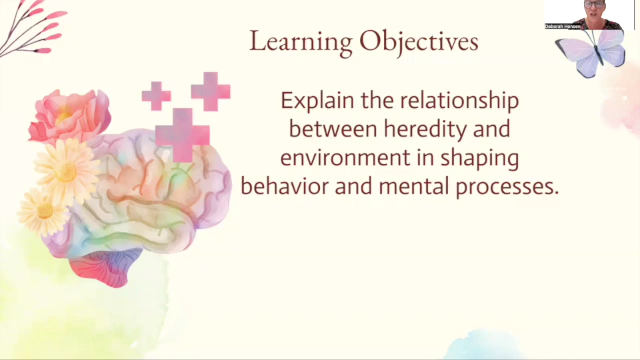 Deborah Hansen
Learning Objectives
Explain the relationship
between heredity and
environment in shaping
behavior and mental processes.